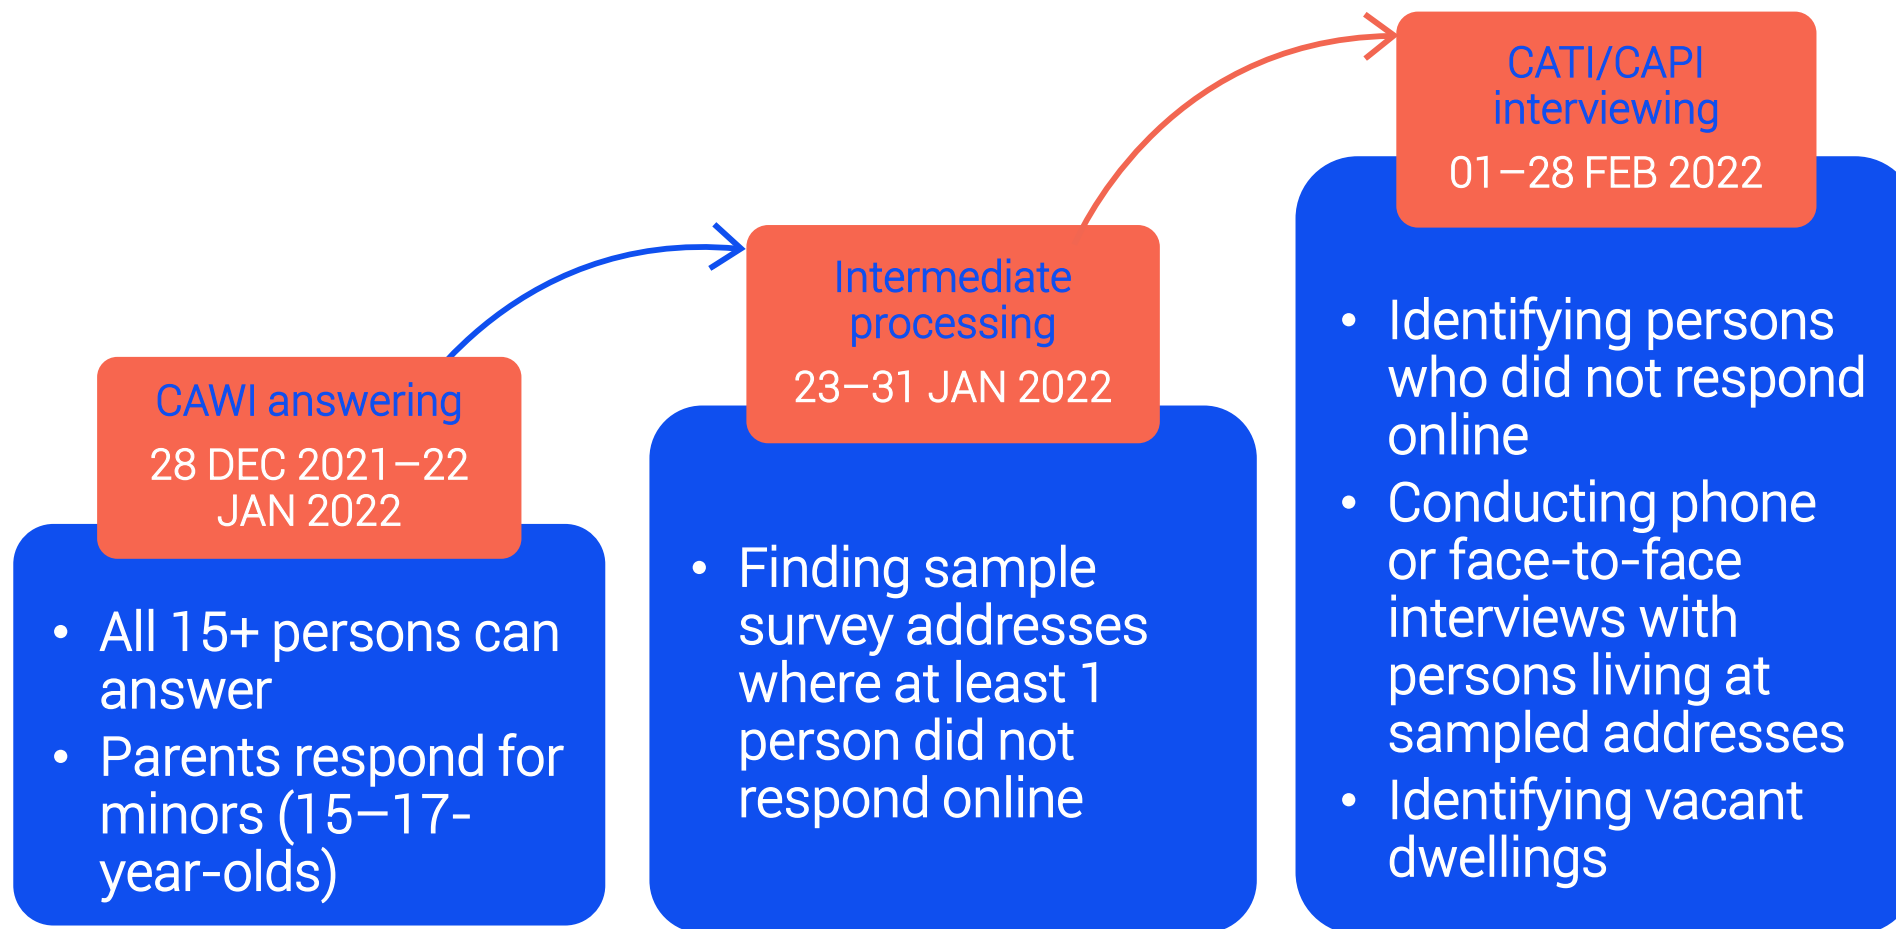 CAWI answering
28 DEC 2021–22
JAN 2022
• All 15+ persons can
answer
• Parents respond for
minors (15–17-
year-olds)
Intermediate
processing
23–31 JAN 2022
• Finding sample
survey addresses
where at least 1
person did not
respond online
CATI/CAPI
interviewing
01–28 FEB 2022
• Identifying persons
who did not respond
online
• Conducting phone
or face-to-face
interviews with
persons living at
sampled addresses
• Identifying vacant
dwellings